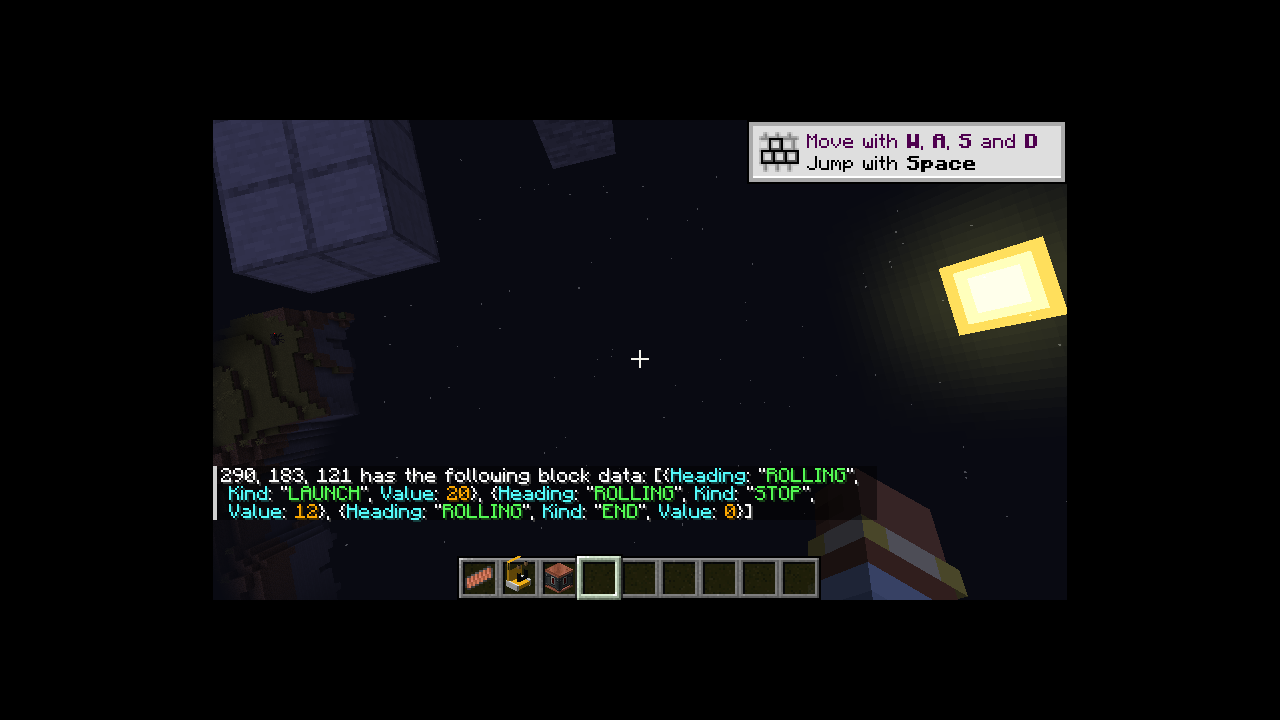 Move with W, A, S and D
Jump with Space
290, 183, 121 has the following block data: [{Heading: "ROLLING",
Kind: "LAUNCH", Value: 20}, {Heading: "ROLLING", Kind: "STOP",
Value: 12}, {Heading: "ROLLING", Kind: "END", Value: 0}]